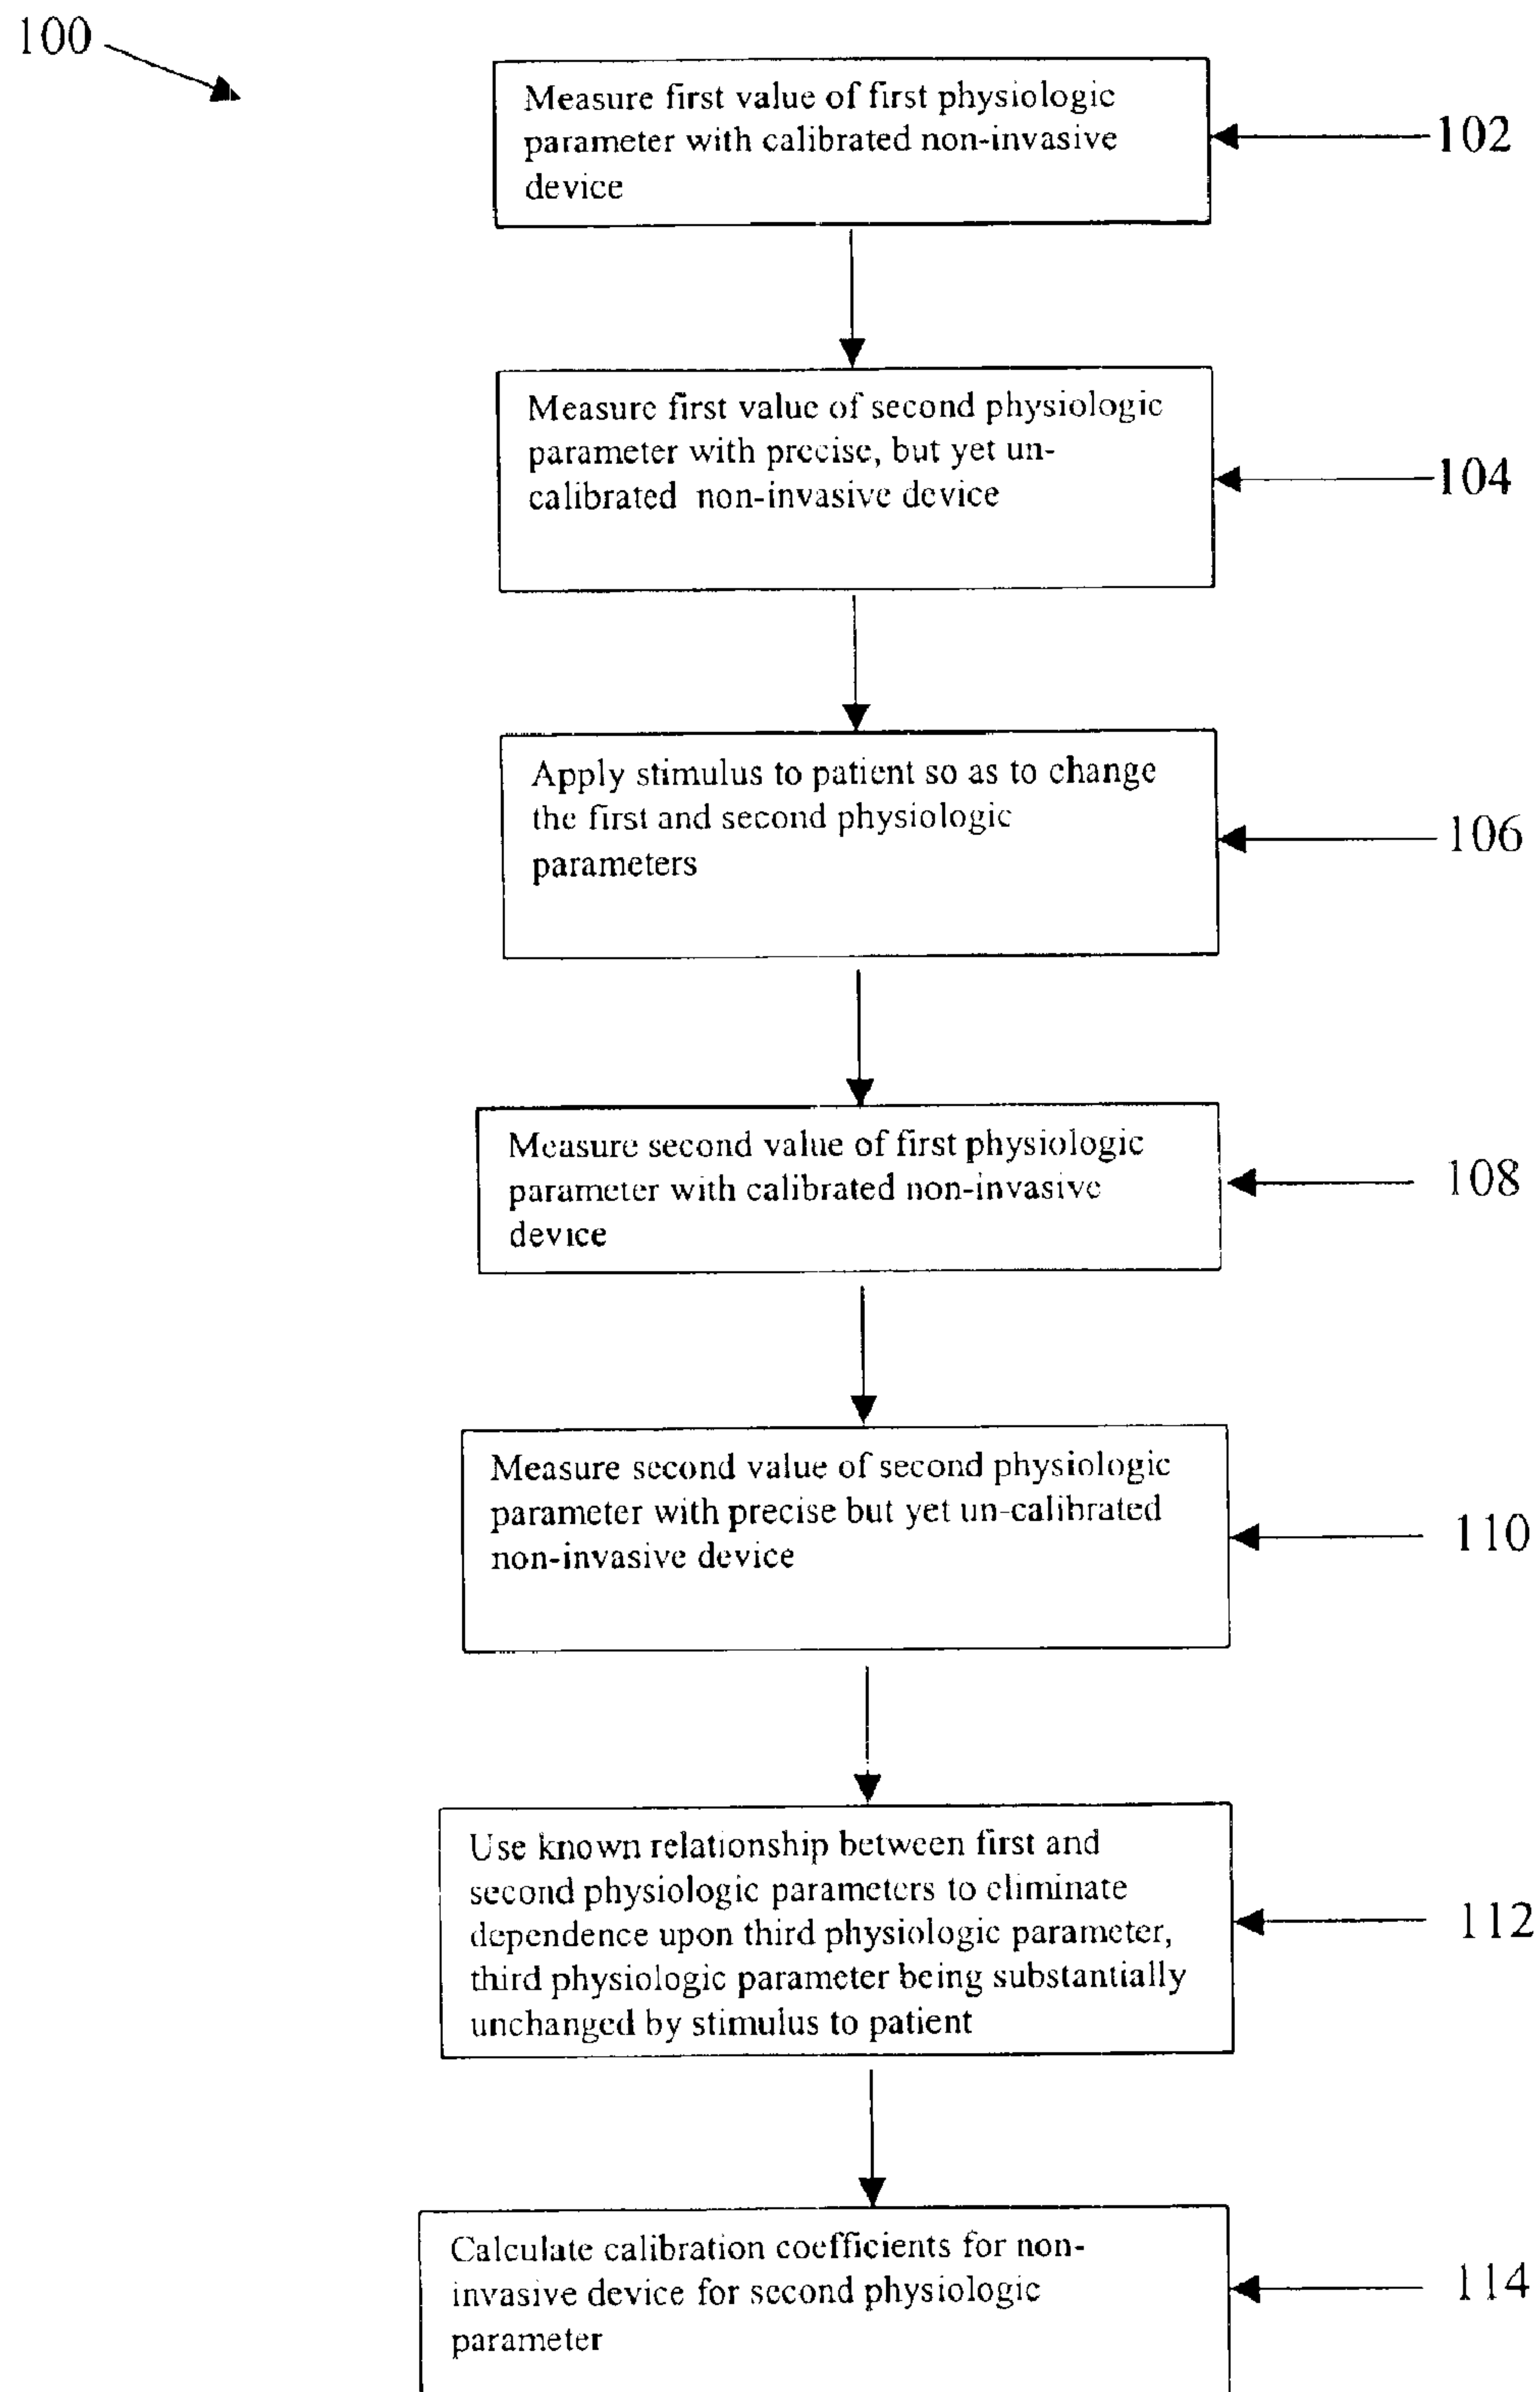 100
Measure first value of first physiologic
parameter with calibrated non-invasive
device
102
Measure first value of second physiologic
parameter with precise, but yet un-
calibrated non-invasive device
104
Apply stimulus to patient so as to change
the first and second physiologic
parameters
106
Measure second value of first physiologic
parameter with calibrated non-invasive
device
108
Measure second value of second physiologic
parameter with precise but yet un-calibrated
non-invasive device
110
Use known relationship between first and
second physiologic parameters to eliminate
dependence upon third physiologic parameter,
third physiologic parameter being substantially
unchanged by stimulus to patient
112
Calculate calibration coefficients for non-
invasive device for second physiologic
parameter
114